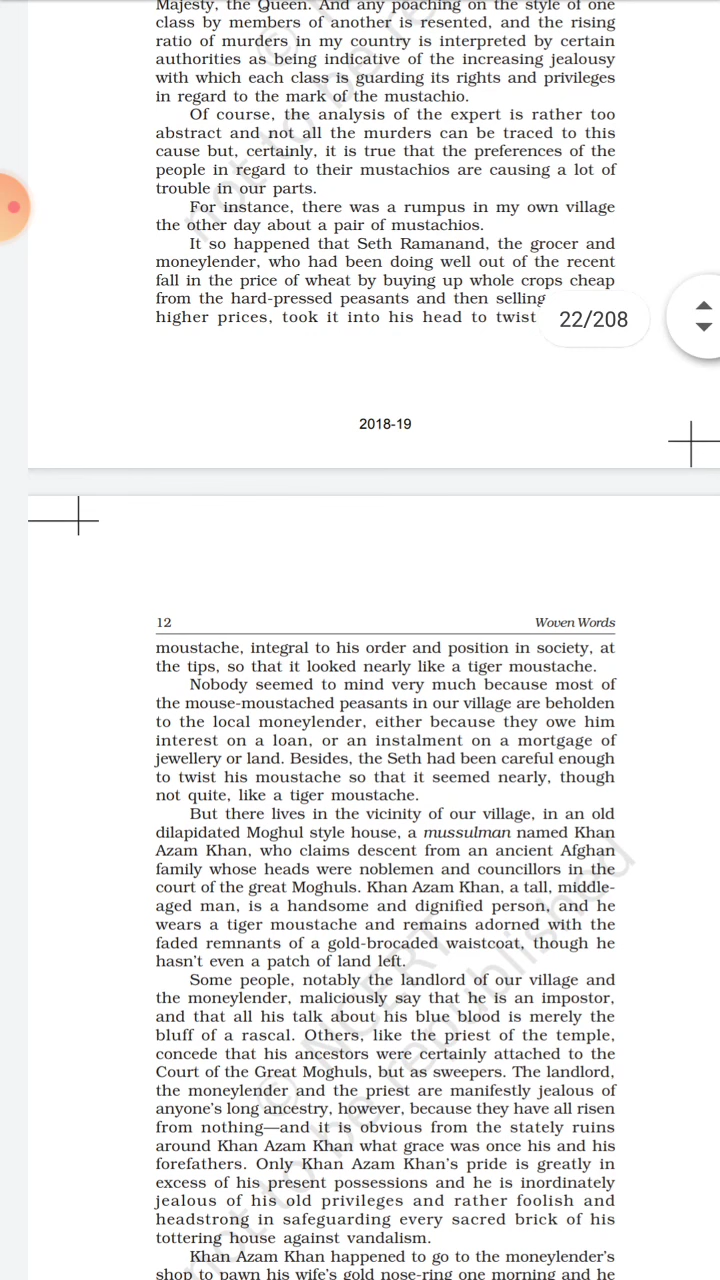 Majesty, the Queen. And any poaching on the style of one
class by members of another is resented, and the rising
ratio of murders in my country is interpreted by certain
authorities as being indicative of the increasing jealousy
with which each class is guarding its rights and privileges
in regard to the mark of the mustachio.
Of course, the analysis of the expert is rather too
abstract and not all the murders can be traced to this
cause but, certainly, it is true that the preferences of the
people in regard to their mustachios are causing a lot of
trouble in our parts.
For instance, there was a rumpus in my own village
the other day about a pair of mustachios.
It so happened that Seth Ramanand, the grocer and
moneylender, who had been doing well out of the recent
fall in the price of wheat by buying up whole crops cheap
from the hard-pressed peasants and then selling
higher prices, took it into his head to twist
22/208
2018-19
12 Woven Words
moustache, integral to his order and position in society, at
the tips, so that it looked nearly like a tiger moustache.
Nobody seemed to mind very much because most of
the mouse-moustached peasants in our village are beholden
to the local moneylender, either because they owe him
interest on a loan, or an instalment on a mortgage of
jewellery or land. Besides, the Seth had been careful enough
to twist his moustache so that it seemed nearly, though
not quite, like a tiger moustache.
But there lives in the vicinity of our village, in an old
dilapidated Moghul style house, a mussulman named Khan
Azam Khan, who claims descent from an ancient Afghan
family whose heads were noblemen and councillors in the
court of the great Moghuls. Khan Azam Khan, a tall, middle-
aged man, is a handsome and dignified person, and he
wears a tiger moustache and remains adorned with the
faded remnants of a gold-brocaded waistcoat, though he
hasn't even a patch of land left.
Some people, notably the landlord of our village and
the moneylender, maliciously say that he is an impostor,
and that all his talk about his blue blood is merely the
bluff of a rascal. Others, like the priest of the temple,
concede that his ancestors were certainly attached to the
Court of the Great Moghuls, but as sweepers. The landlord,
the moneylender and the priest are manifestly jealous of
anyone's long ancestry, however, because they have all risen
from nothing—and it is obvious from the stately ruins
around Khan Azam Khan what grace was once his and his
forefathers. Only Khan Azam Khan's pride is greatly in
excess of his present possessions and he is inordinately
jealous of his old privileges and rather foolish and
headstrong in safeguarding every sacred brick of his
tottering house against vandalism.
Khan Azam Khan happened to go to the moneylender's
shop to pawn his wife's gold nose-ring one morning and he
© NCERT
not to be republished